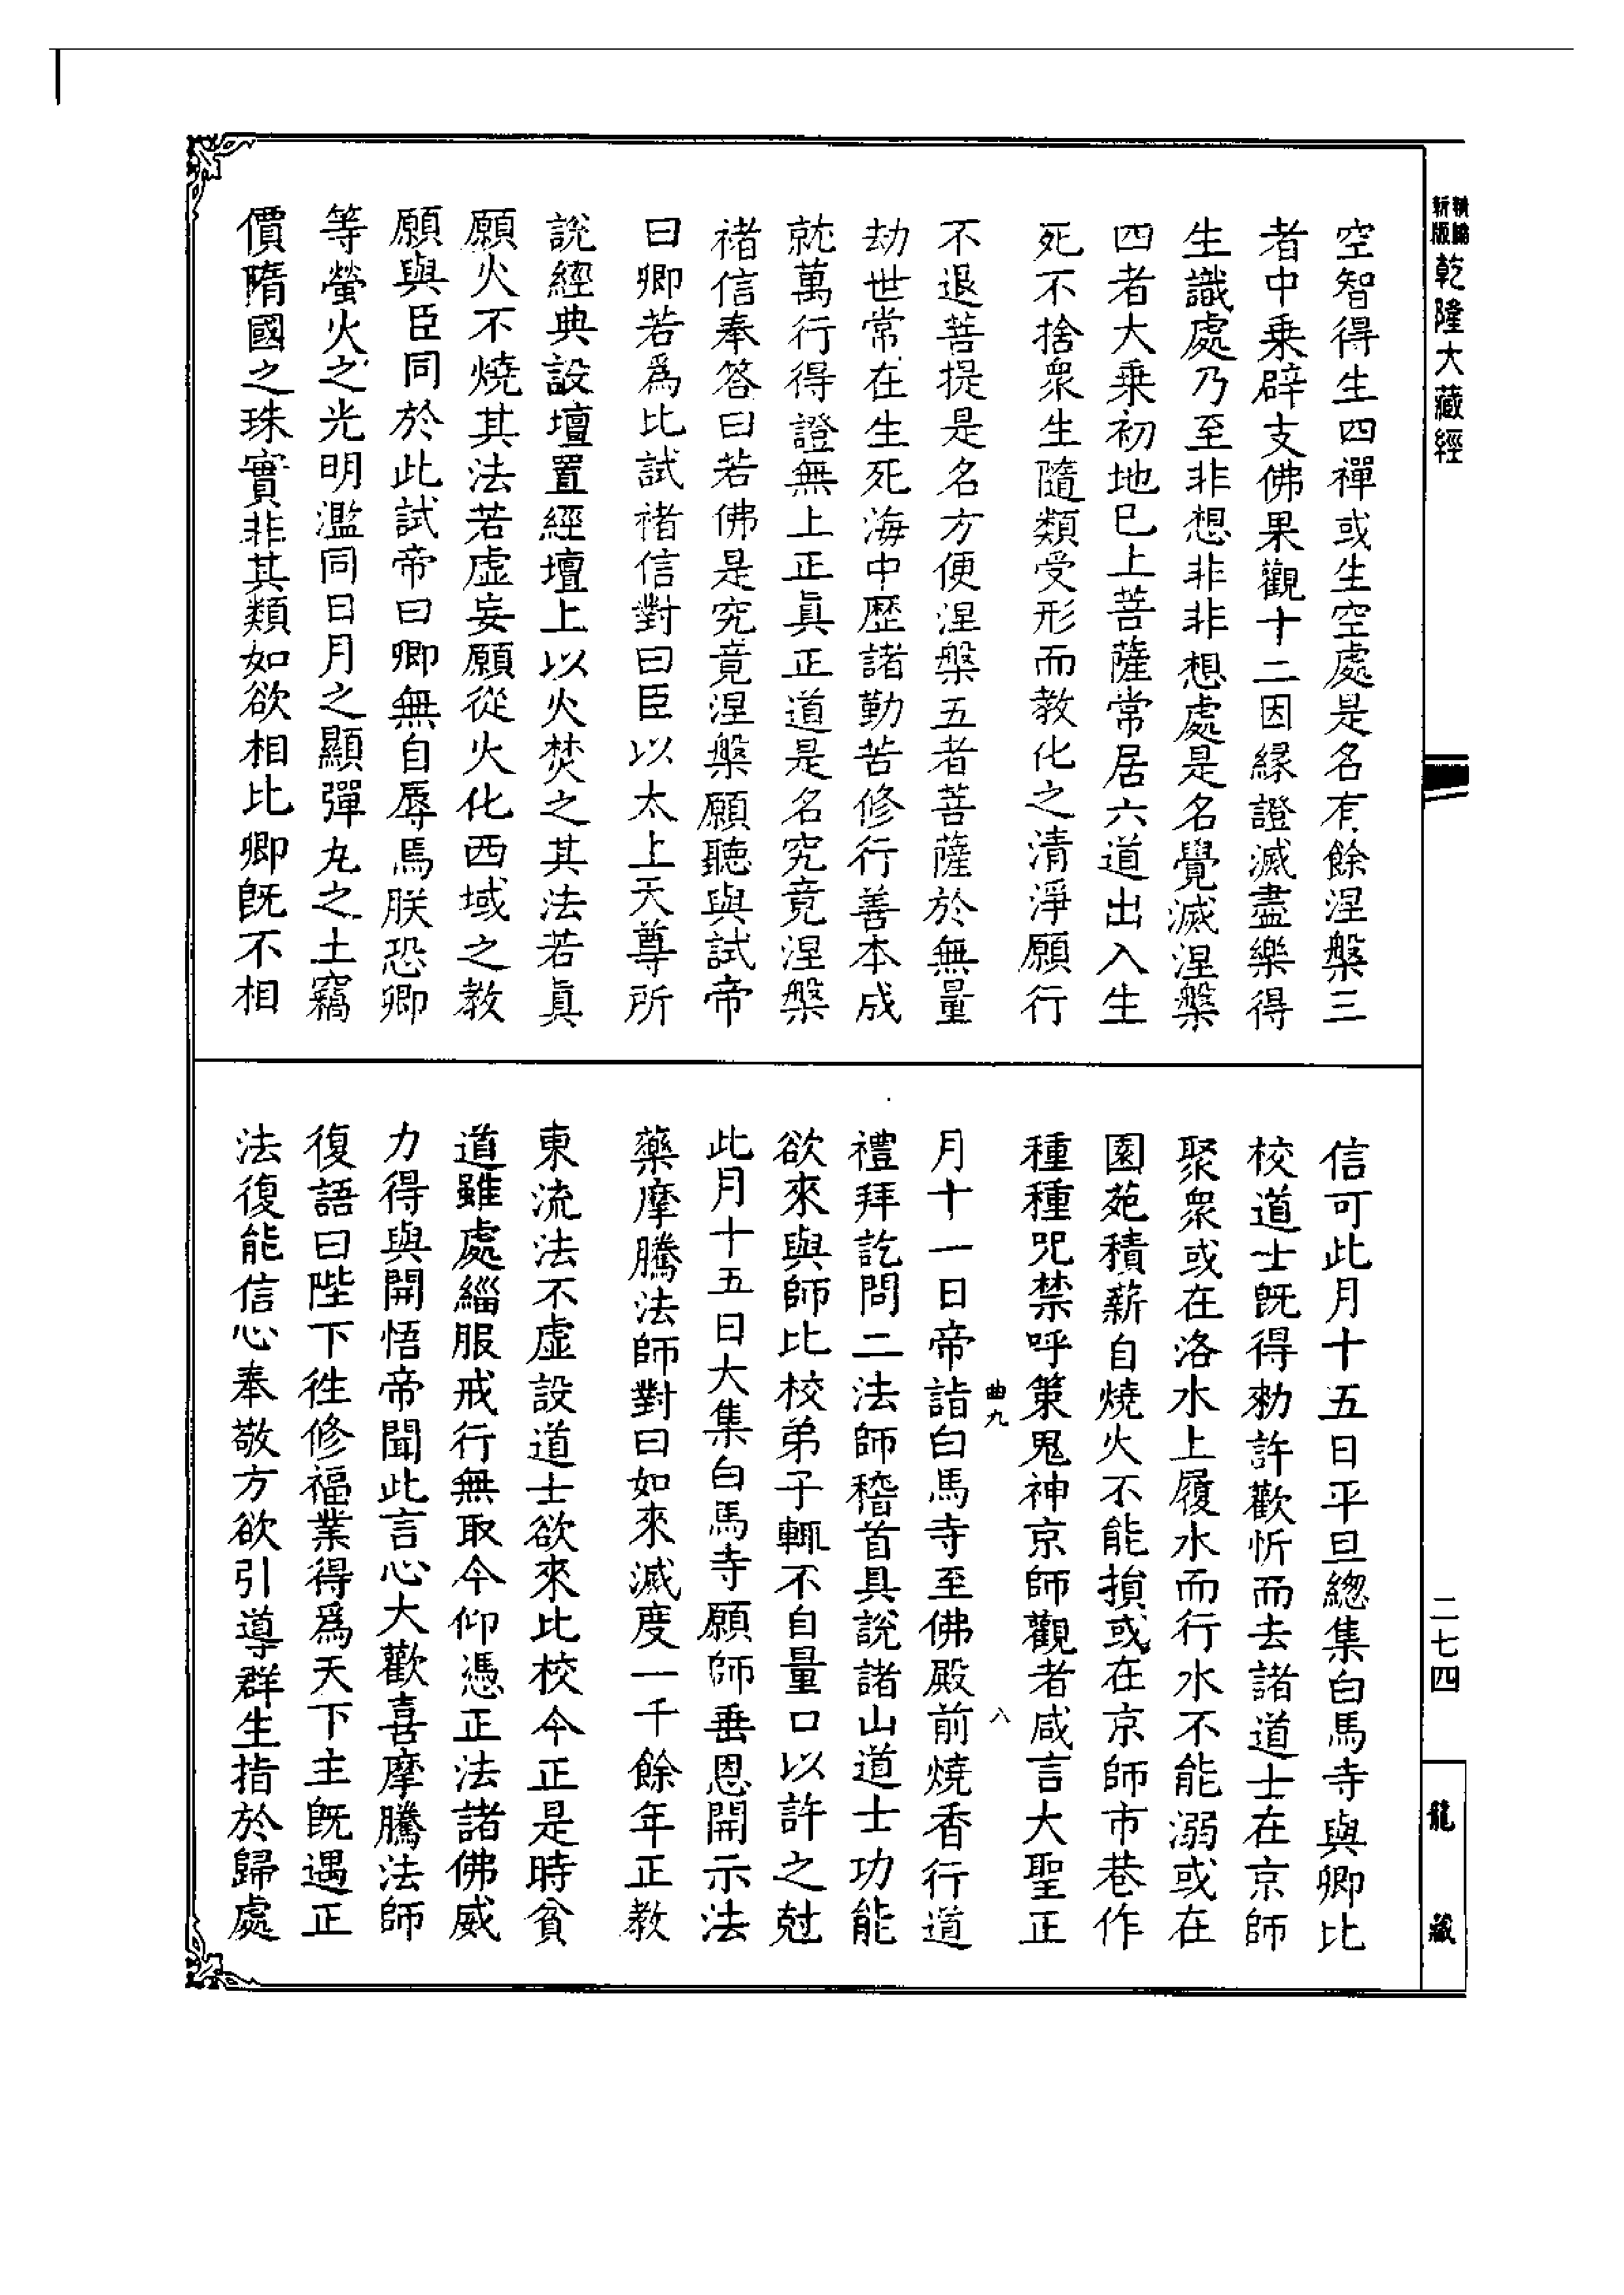 新版
精編
乾隆大藏經
空智得生四禪或生空處是名有餘涅槃三
者中乗辟支佛果觀十二因緣證滅盡樂得
生識處乃至非想非非想處是名覺滅涅槃
四者大乗初地巳上菩薩常居六道出入生
死不捨衆生隨類受形而教化之清淨願行
不退菩提是名方便涅槃五者菩薩於無量
劫世常在生死海中歷諸勤苦修行善本成
就萬行得證無上正真正道是名究竟涅槃
禇信奉答曰若佛是究竟涅槃願聽與試帝
曰卿若爲比試禇信對曰臣以太上天尊所
說經典設壇置經壇上以火焚之其法若真
願火不燒其法若虛妄願從火化西域之教
願與臣同於此試帝曰卿無自辱焉朕恐卿
等螢火之光明濫同日月之顯彈丸之土竊
價隋國之珠實非其類如欲相比卿旣不相
信可此月十五日平旦總集白馬寺與卿比
校道士旣得勑許歡忻而去諸道士在京師
聚衆或在洛水上履水而行水不能溺或在
園苑積薪自燒火不能損或在京師市巷作
種種咒禁呼策鬼神京師觀者咸言大聖正
曲九
八
月十一日帝詣白馬寺至佛殿前燒香行道
禮拜訖問二法師稽首具說諸山道士功能
欲來與師比校弟子輒不自量口以許之尅
此月十五日大集白馬寺願師垂恩開示法
藥摩騰法師對曰如來滅度一千餘年正教
東流法不虛設道士欲來比校今正是時貧
道雖處緇服戒行無取今仰憑正法諸佛威
力得與開悟帝聞此言心大歡喜摩騰法師
復語曰陛下徃修福業得爲天下主旣遇正
法復能信心奉敬方欲引導群生指於歸處
二七四
龍藏